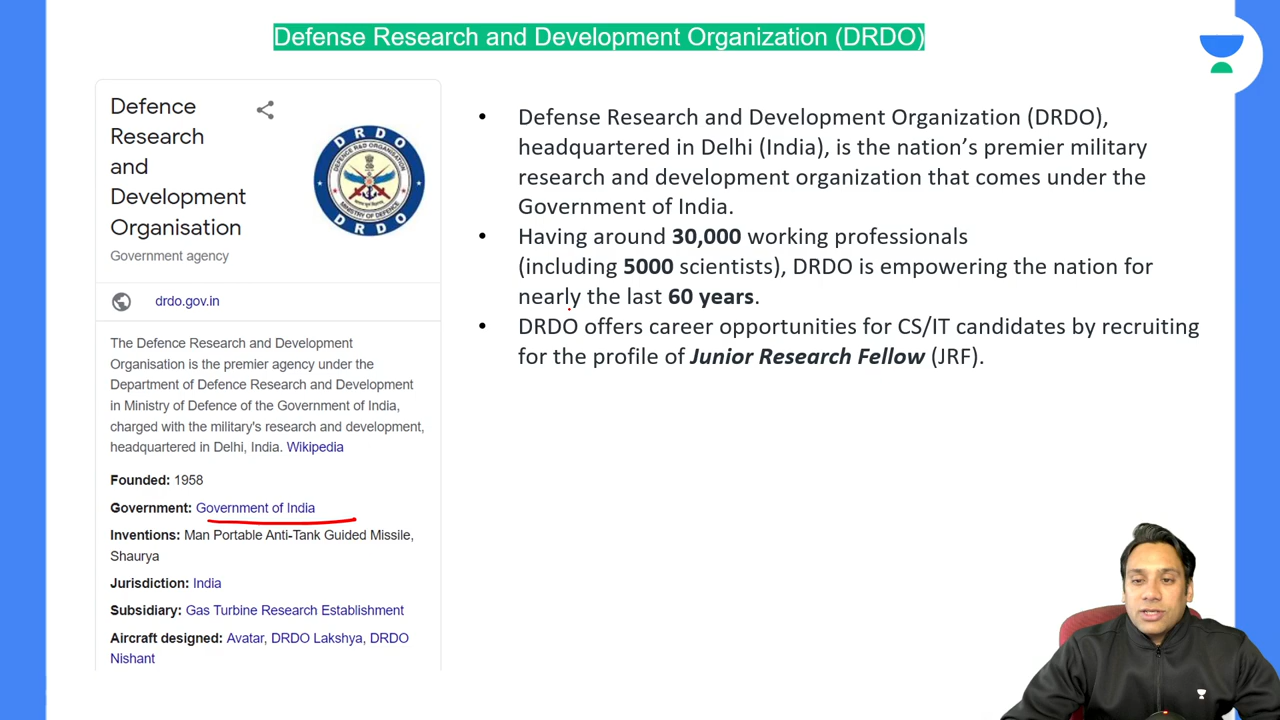 Defense Research and Development Organization (DRDO)
Defence
Research
and
Development
Organisation
Government agency
DRDO
DEFENCE R&D ORGANISATION
MINISTRY OF DEFENCE
DRDO
drdo.gov.in
The Defence Research and Development
Organisation is the premier agency under the
Department of Defence Research and Development
in Ministry of Defence of the Government of India,
charged with the military's research and development,
headquartered in Delhi, India. Wikipedia
Founded: 1958
Government: Government of India
Inventions: Man Portable Anti-Tank Guided Missile,
Shaurya
Jurisdiction: India
Subsidiary: Gas Turbine Research Establishment
Aircraft designed: Avatar, DRDO Lakshya, DRDO
Nishant
• Defense Research and Development Organization (DRDO),
headquartered in Delhi (India), is the nation’s premier military
research and development organization that comes under the
Government of India.
• Having around 30,000 working professionals
(including 5000 scientists), DRDO is empowering the nation for
nearly the last 60 years.
• DRDO offers career opportunities for CS/IT candidates by recruiting
for the profile of Junior Research Fellow (JRF).